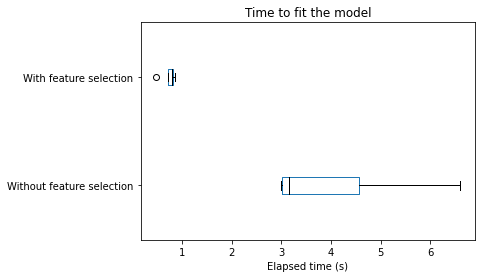 Time to fit the model
With feature selection
Without feature selection
1 2 3 4 5 6
Elapsed time (s)